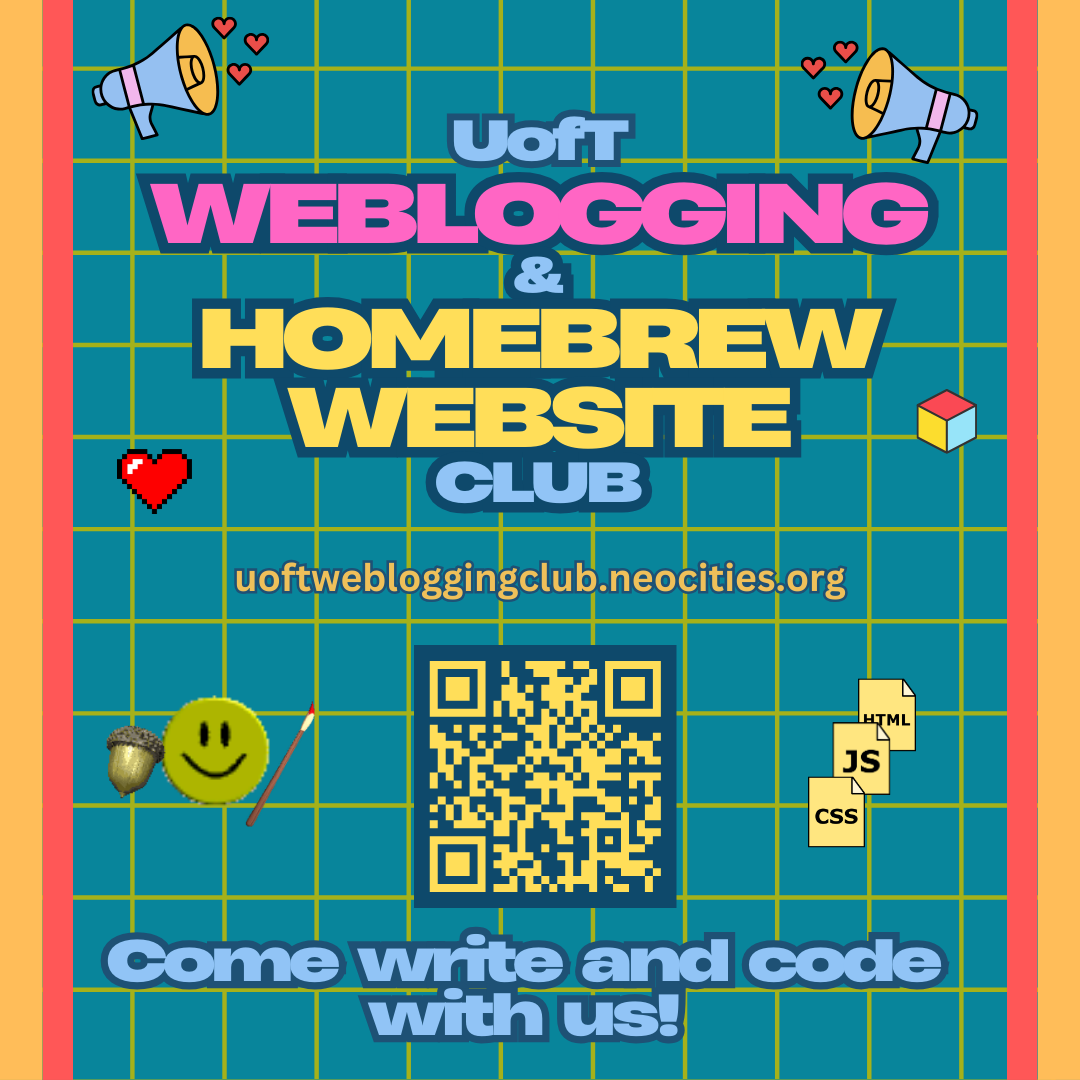 UofT
WEBLOGGING
&
HOMEBREW
WEBSITE
CLUB
uoftwebloggingclub.neocities.org
HTML
JS
CSS
Come write and code
with us!